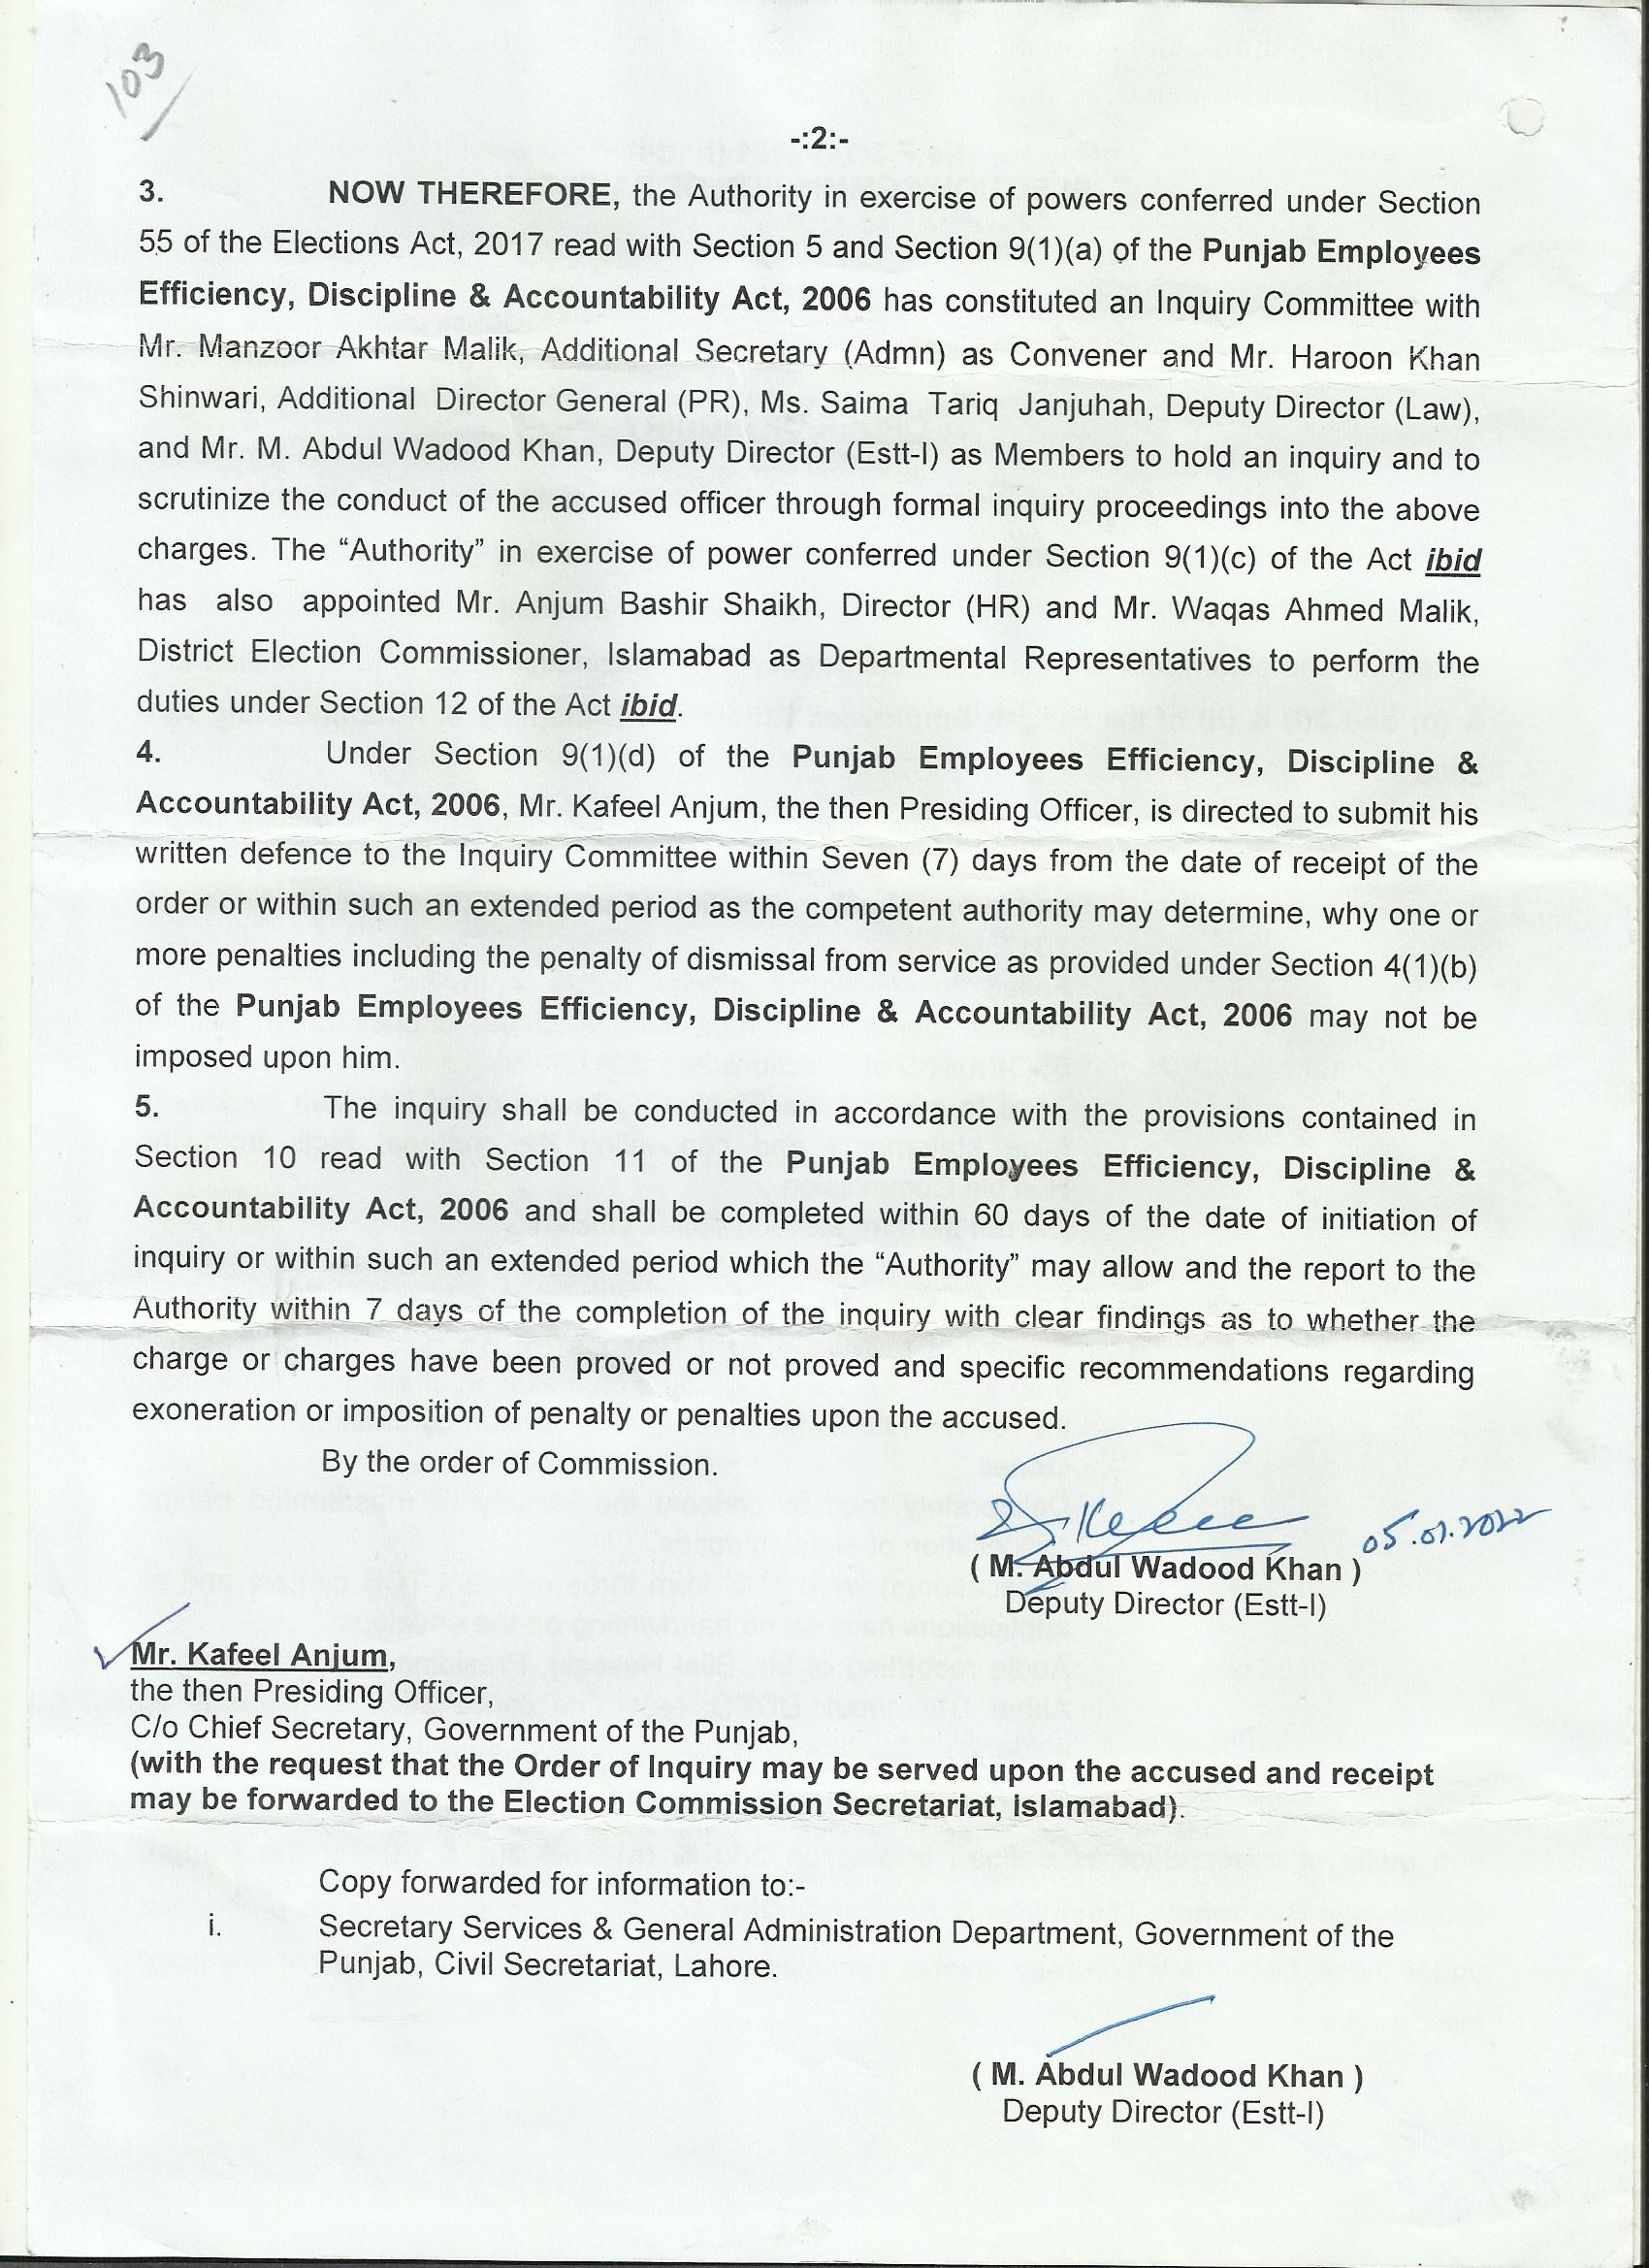 103
-:2:-
3. NOW THEREFORE, the Authority in exercise of powers conferred under Section
55 of the Elections Act, 2017 read with Section 5 and Section 9(1)(a) of the Punjab Employees
Efficiency, Discipline & Accountability Act, 2006 has constituted an Inquiry Committee with
Mr. Manzoor Akhtar Malik, Additional Secretary (Admn) as Convener and Mr. Haroon Khan
Shinwari, Additional Director General (PR), Ms. Saima Tariq Janjuhah, Deputy Director (Law),
and Mr. M. Abdul Wadood Khan, Deputy Director (Estt-I) as Members to hold an inquiry and to
scrutinize the conduct of the accused officer through formal inquiry proceedings into the above
charges. The “Authority” in exercise of power conferred under Section 9(1)(c) of the Act ibid
has also appointed Mr. Anjum Bashir Shaikh, Director (HR) and Mr. Waqas Ahmed Malik,
District Election Commissioner, Islamabad as Departmental Representatives to perform the
duties under Section 12 of the Act ibid.
4. Under Section 9(1)(d) of the Punjab Employees Efficiency, Discipline &
Accountability Act, 2006, Mr. Kafeel Anjum, the then Presiding Officer, is directed to submit his
written defence to the Inquiry Committee within Seven (7) days from the date of receipt of the
order or within such an extended period as the competent authority may determine, why one or
more penalties including the penalty of dismissal from service as provided under Section 4(1)(b)
of the Punjab Employees Efficiency, Discipline & Accountability Act, 2006 may not be
imposed upon him.
5. The inquiry shall be conducted in accordance with the provisions contained in
Section 10 read with Section 11 of the Punjab Employees Efficiency, Discipline &
Accountability Act, 2006 and shall be completed within 60 days of the date of initiation of
inquiry or within such an extended period which the “Authority” may allow and the report to the
Authority within 7 days of the completion of the inquiry with clear findings as to whether the
charge or charges have been proved or not proved and specific recommendations regarding
exoneration or imposition of penalty or penalties upon the accused.
By the order of Commission.
05.01.2022
( M. Abdul Wadood Khan )
Deputy Director (Estt-I)
Mr. Kafeel Anjum,
the then Presiding Officer,
C/o Chief Secretary, Government of the Punjab,
(with the request that the Order of Inquiry may be served upon the accused and receipt
may be forwarded to the Election Commission Secretariat, Islamabad).
Copy forwarded for information to:-
i. Secretary Services & General Administration Department, Government of the
Punjab, Civil Secretariat, Lahore.
( M. Abdul Wadood Khan )
Deputy Director (Estt-I)